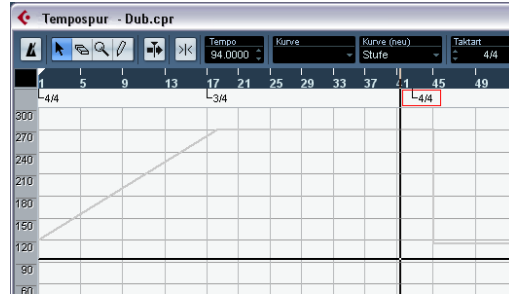 Tempospur - Dub.cpr
Tempo Kurve Kurve (neu) Taktart
94.0000 Stufe 4/4
1 5 9 13 17 21 25 29 33 37 41 45 49
4/4 3/4 4/4
300
270
240
210
180
150
120
90
60